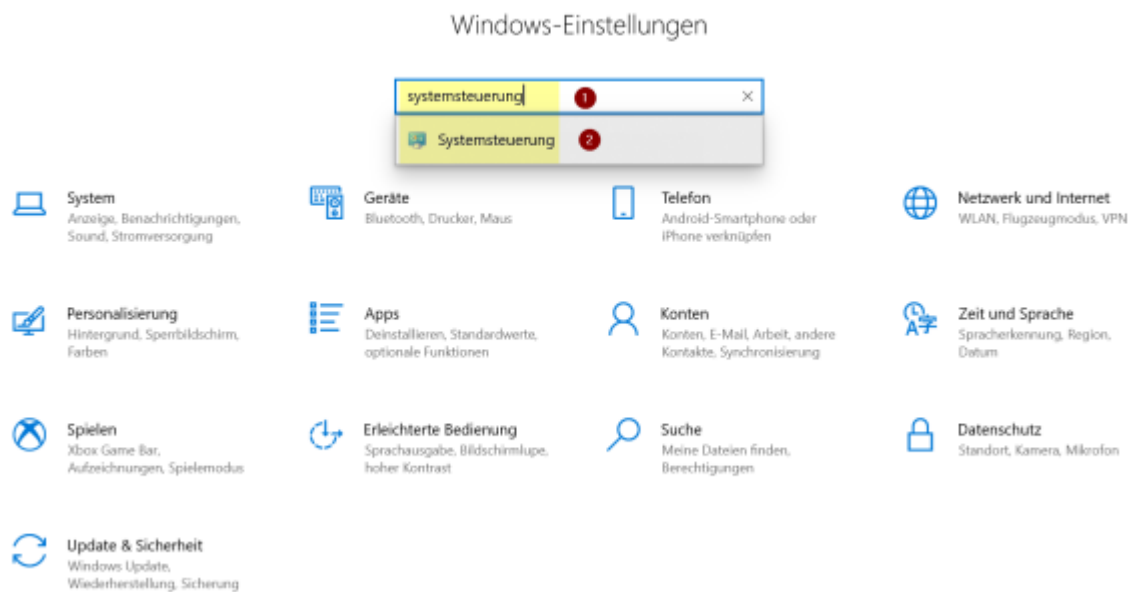 Windows-Einstellungen
systemsteuerung
1
Systemsteuerung
2
System
Anzeige, Benachrichtigungen,
Sound, Stromversorgung
Geräte
Bluetooth, Drucker, Maus
Telefon
Android-Smartphone oder
iPhone verknüpfen
Netzwerk und Internet
WLAN, Flugzeugmodus, VPN
Personalisierung
Hintergrund, Sperrbildschirm,
Farben
Apps
Deinstallieren, Standardwerte,
optionale Funktionen
Konten
Konten, E-Mail, Arbeit, andere
Kontakte, Synchronisierung
Zeit und Sprache
Spracherkennung, Region,
Datum
Spielen
Xbox Game Bar,
Aufzeichnungen, Spielemodus
Erleichterte Bedienung
Sprachausgabe, Bildschirmlupe,
hoher Kontrast
Suche
Meine Dateien finden,
Berechtigungen
Datenschutz
Standort, Kamera, Mikrofon
Update & Sicherheit
Windows Update,
Wiederherstellung, Sicherung